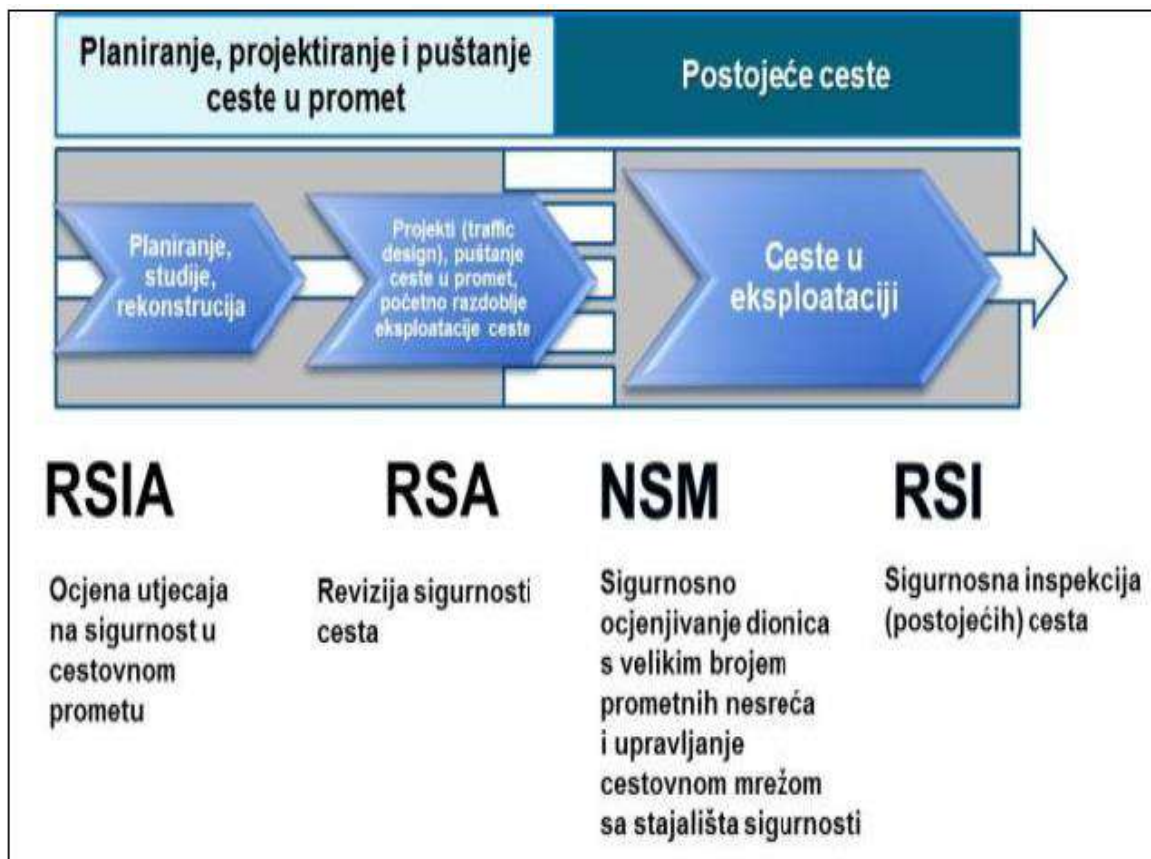 Planiranje, projektiranje i puštanje
ceste u promet
Postojeće ceste
Planiranje,
studije,
rekonstrucija
Projekti (traffic
design), puštanje
ceste u promet,
početno razdoblje
eksploatacije ceste
Ceste u
eksploataciji
RSIA
RSA
NSM
RSI
Ocjena utjecaja
na sigurnost u
cestovnom
prometu
Revizija sigurnosti
cesta
Sigurnosno
ocjenjivanje dionica
s velikim brojem
prometnih nesreća
i upravljanje
cestovnom mrežom
sa stajališta sigurnosti
Sigurnosna inspekcija
(postojećih) cesta